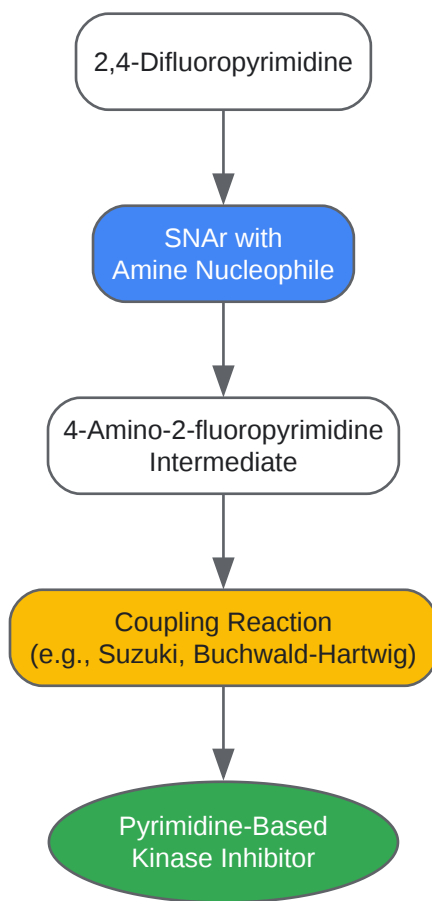 2,4-Difluoropyrimidine
SNAr with
Amine Nucleophile
4-Amino-2-fluoropyrimidine
Intermediate
Coupling Reaction
(e.g., Suzuki, Buchwald-Hartwig)
Pyrimidine-Based
Kinase Inhibitor